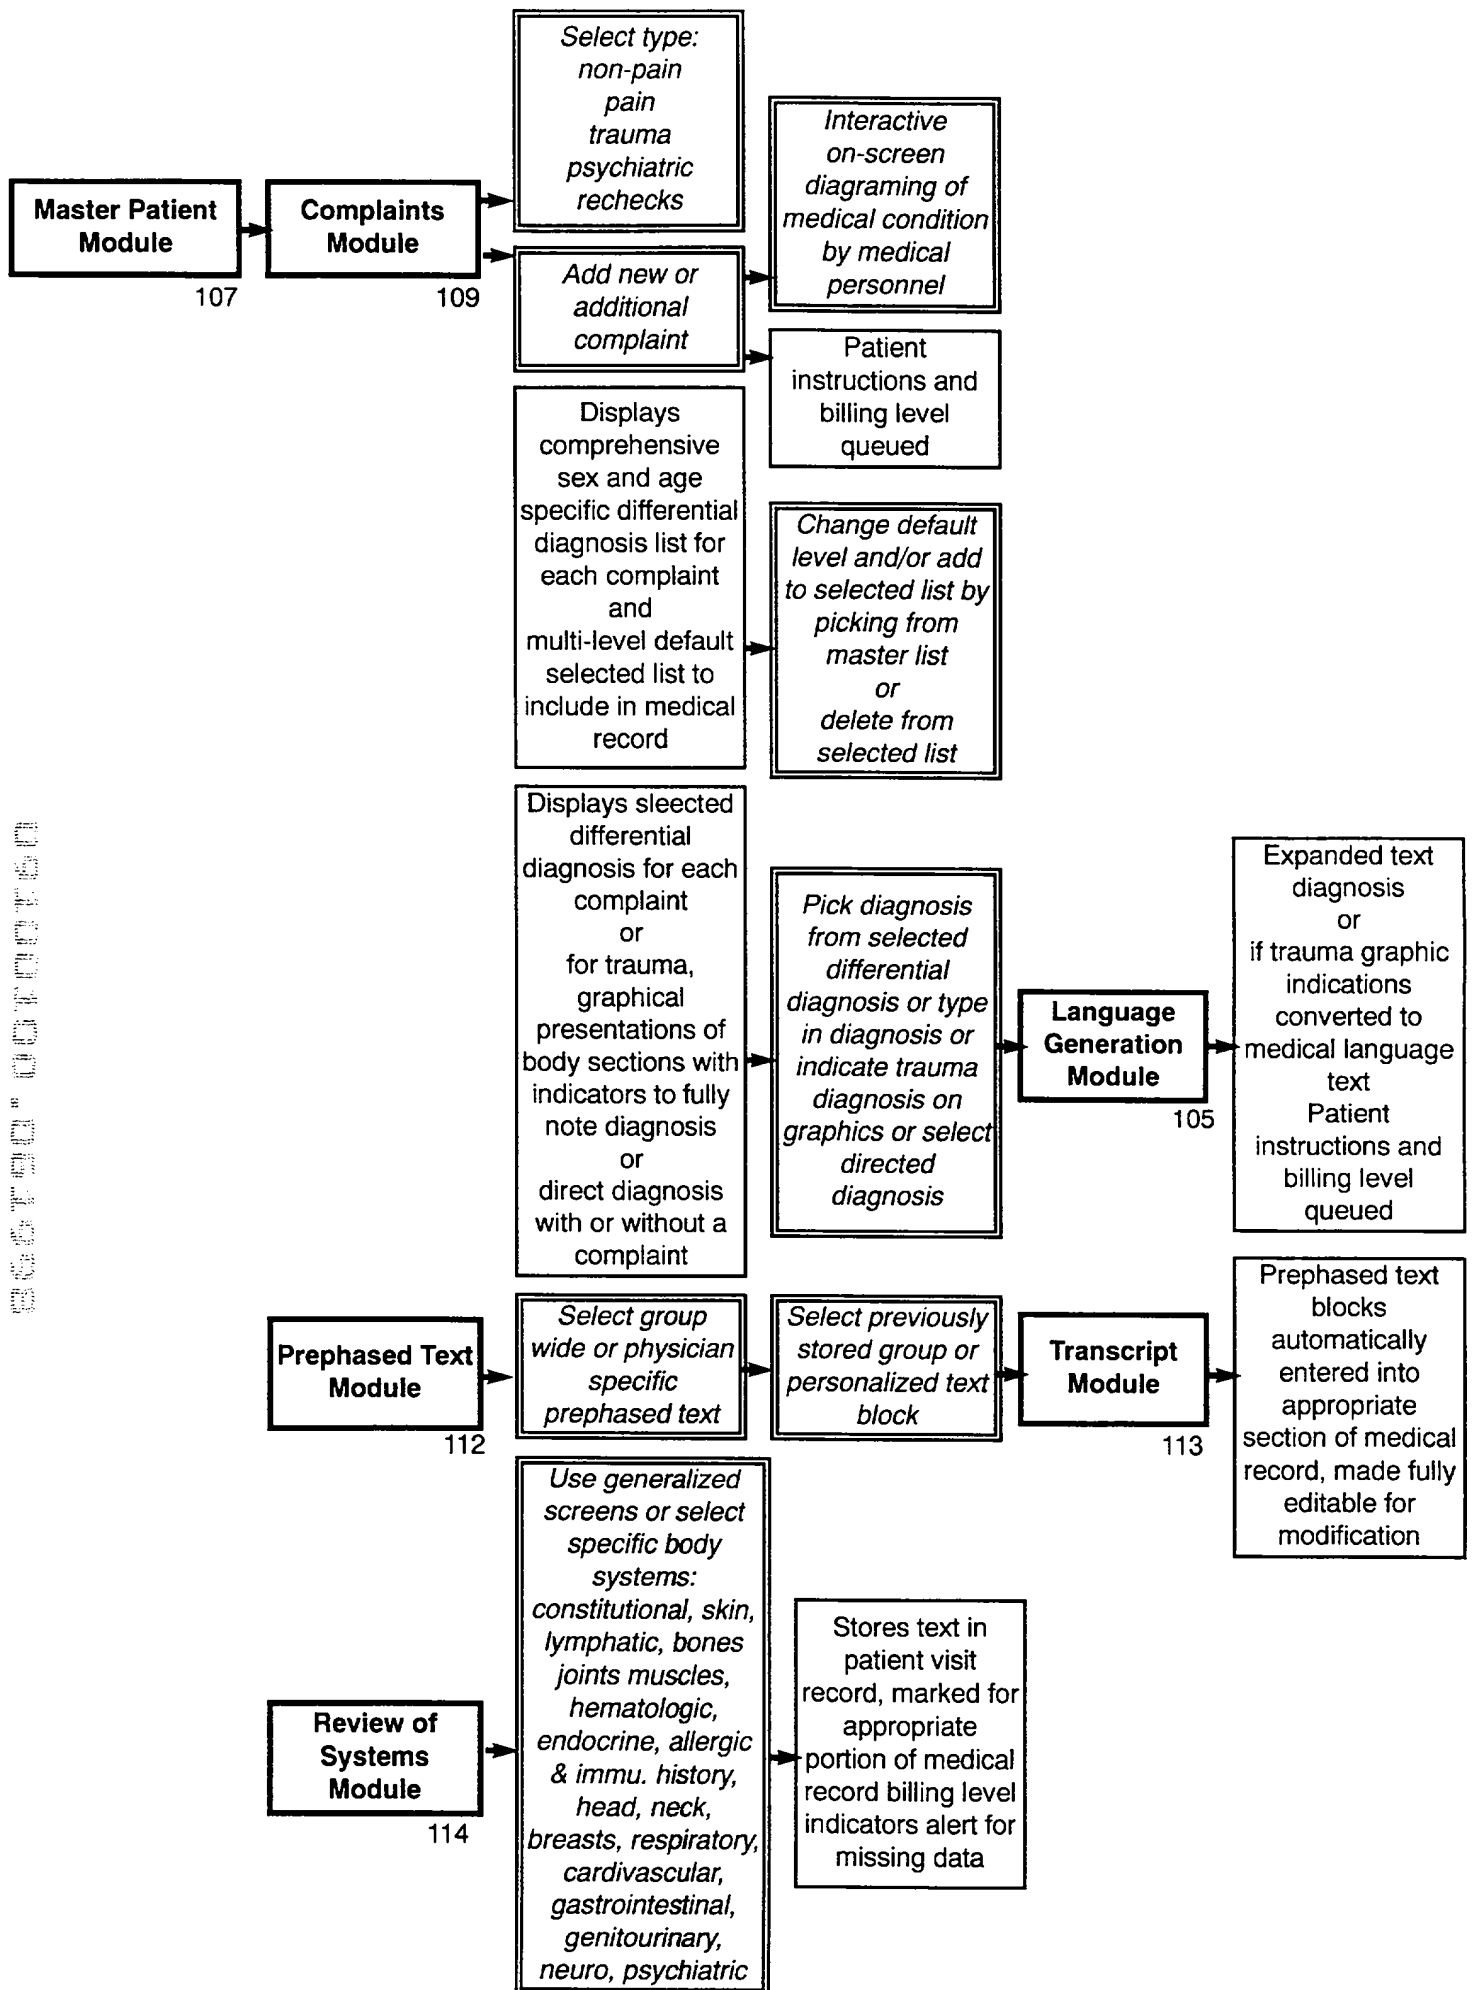 Select type:
non-pain
pain
trauma
psychiatric
rechecks
Interactive
on-screen
diagraming of
medical condition
by medical
personnel
Master Patient
Module
107
Complaints
Module
109
Add new or
additional
complaint
Patient
instructions and
billing level
queued
Displays
comprehensive
sex and age
specific differential
diagnosis list for
each complaint
and
multi-level default
selected list to
include in medical
record
Change default
level and/or add
to selected list by
picking from
master list
or
delete from
selected list
Displays sleected
differential
diagnosis for each
complaint
or
for trauma,
graphical
presentations of
body sections with
indicators to fully
note diagnosis
or
direct diagnosis
with or without a
complaint
Pick diagnosis
from selected
differential
diagnosis or type
in diagnosis or
indicate trauma
diagnosis on
graphics or select
directed
diagnosis
Language
Generation
Module
105
Expanded text
diagnosis
or
if trauma graphic
indications
converted to
medical language
text
Patient
instructions and
billing level
queued
Prephased Text
Module
112
Select group
wide or physician
specific
prephased text
Select previously
stored group or
personalized text
block
Transcript
Module
113
Prephased text
blocks
automatically
entered into
appropriate
section of medical
record, made fully
editable for
modification
Review of
Systems
Module
114
Use generalized
screens or select
specific body
systems:
constitutional, skin,
lymphatic, bones
joints muscles,
hematologic,
endocrine, allergic
& immu. history,
head, neck,
breasts, respiratory,
cardivascular,
gastrointestinal,
genitourinary,
neuro, psychiatric
Stores text in
patient visit
record, marked for
appropriate
portion of medical
record billing level
indicators alert for
missing data